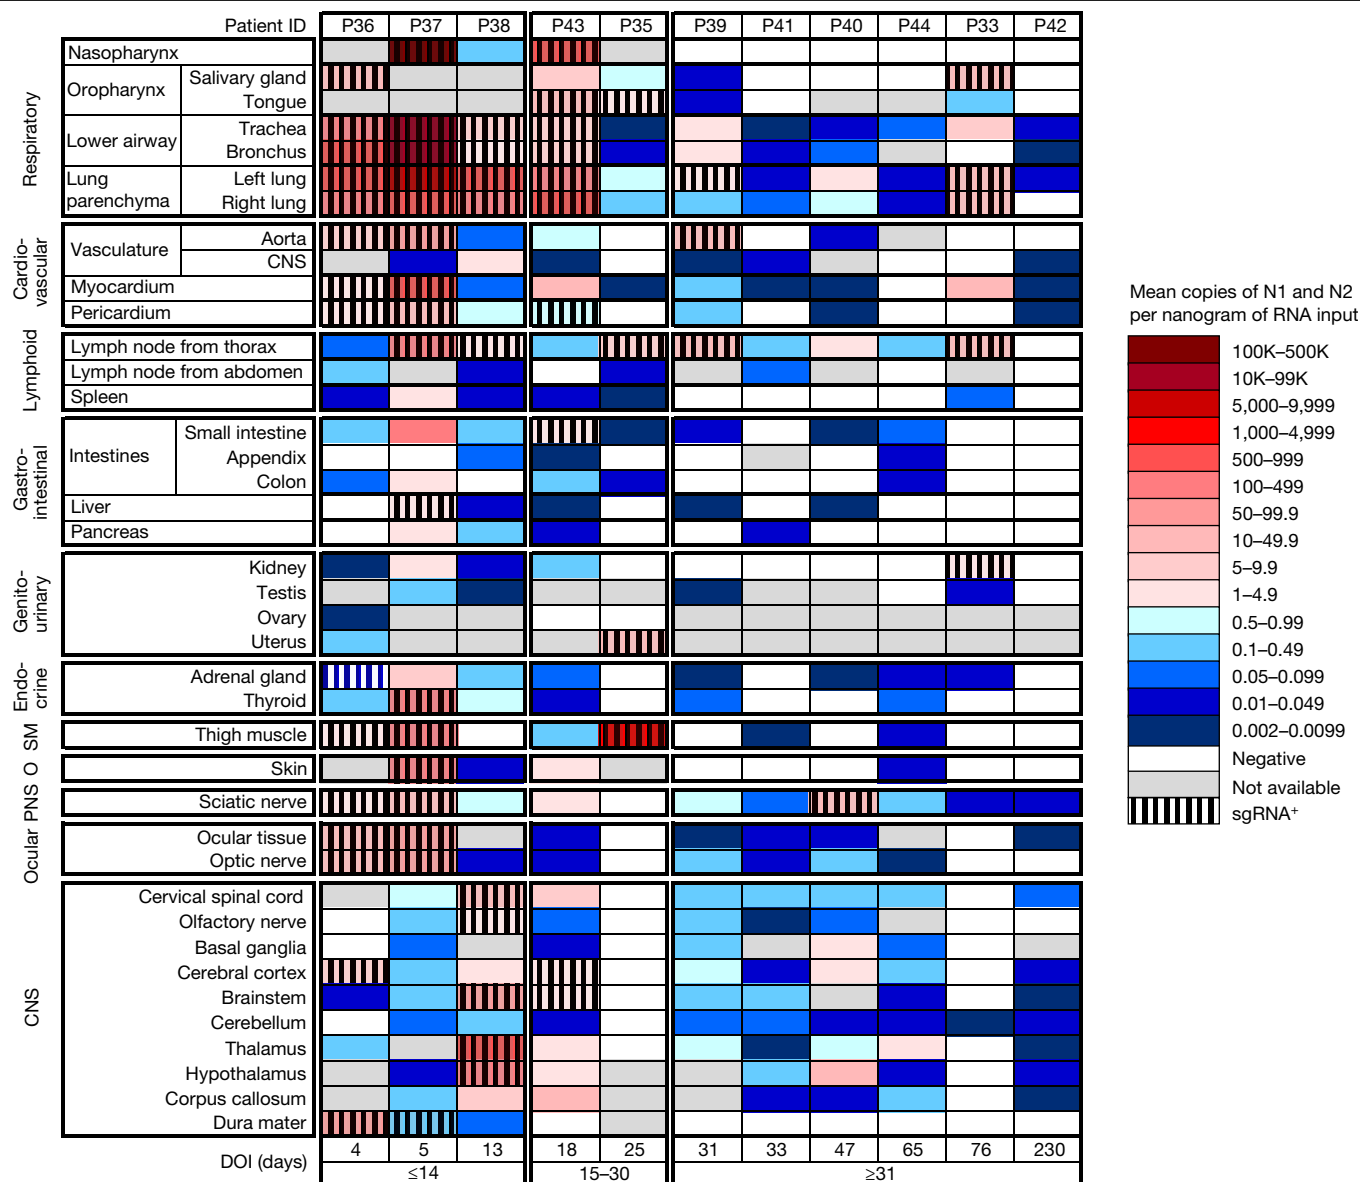 Patient ID P36 P37 P38 P43 P35 P39 P41 P40 P44 P33 P42
Respiratory
Nasopharynx
Oropharynx
Salivary gland
Tongue
Lower airway
Trachea
Bronchus
Lung
parenchyma
Left lung
Right lung
Cardio-
vascular
Vasculature
Aorta
CNS
Myocardium
Pericardium
Lymphoid
Lymph node from thorax
Lymph node from abdomen
Spleen
Gastro-
intestinal
Intestines
Small intestine
Appendix
Colon
Liver
Pancreas
Genito-
urinary
Kidney
Testis
Ovary
Uterus
Endo-
crine
Adrenal gland
Thyroid
SM
Thigh muscle
O
Skin
PNS
Sciatic nerve
Ocular
Ocular tissue
Optic nerve
CNS
Cervical spinal cord
Olfactory nerve
Basal ganglia
Cerebral cortex
Brainstem
Cerebellum
Thalamus
Hypothalamus
Corpus callosum
Dura mater
DOI (days) 4 5 13 18 25 31 33 47 65 76 230
≤14 15–30 ≥31
Mean copies of N1 and N2
per nanogram of RNA input
100K–500K
10K–99K
5,000–9,999
1,000–4,999
500–999
100–499
50–99.9
10–49.9
5–9.9
1–4.9
0.5–0.99
0.1–0.49
0.05–0.099
0.01–0.049
0.002–0.0099
Negative
Not available
sgRNA⁺